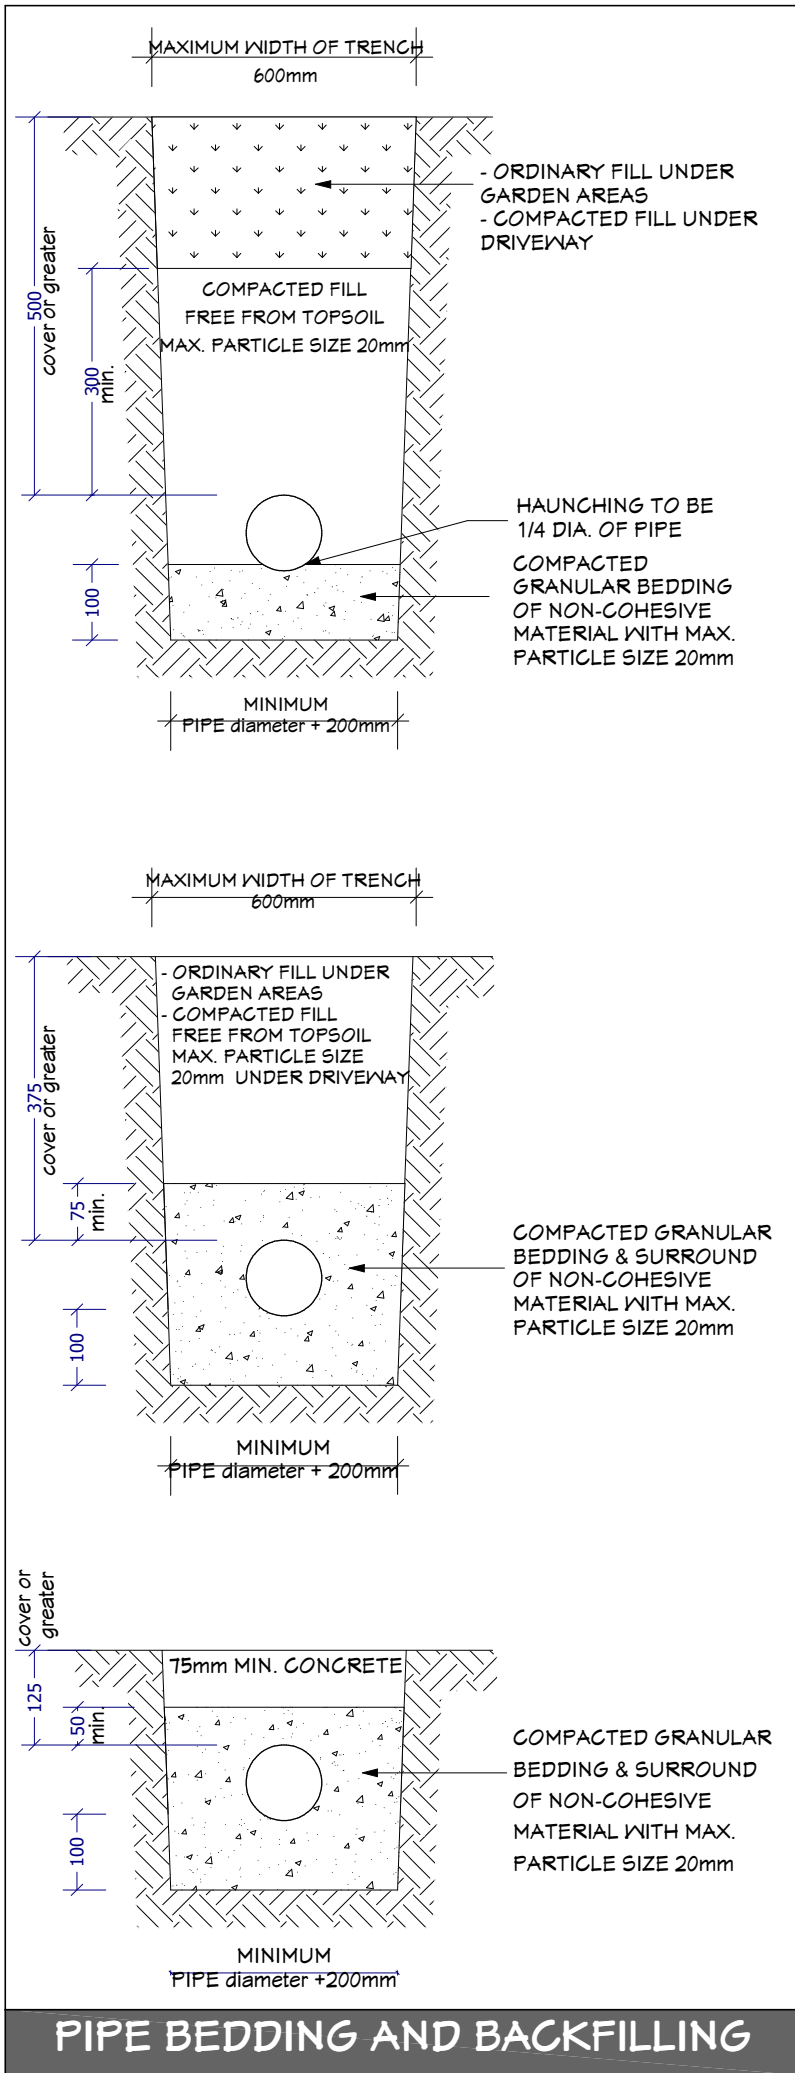 MAXIMUM WIDTH OF TRENCH
600mm
- ORDINARY FILL UNDER
GARDEN AREAS
- COMPACTED FILL UNDER
DRIVEWAY
500
cover or greater
COMPACTED FILL
FREE FROM TOPSOIL
MAX. PARTICLE SIZE 20mm
300
min.
HAUNCHING TO BE
1/4 DIA. OF PIPE
COMPACTED
GRANULAR BEDDING
OF NON-COHESIVE
MATERIAL WITH MAX.
PARTICLE SIZE 20mm
100
MINIMUM
PIPE diameter + 200mm
MAXIMUM WIDTH OF TRENCH
600mm
- ORDINARY FILL UNDER
GARDEN AREAS
- COMPACTED FILL
FREE FROM TOPSOIL
MAX. PARTICLE SIZE
20mm UNDER DRIVEWAY
375
cover or greater
75
min.
COMPACTED GRANULAR
BEDDING & SURROUND
OF NON-COHESIVE
MATERIAL WITH MAX.
PARTICLE SIZE 20mm
100
MINIMUM
PIPE diameter + 200mm
cover or
greater
125
75mm MIN. CONCRETE
50
min.
COMPACTED GRANULAR
BEDDING & SURROUND
OF NON-COHESIVE
MATERIAL WITH MAX.
PARTICLE SIZE 20mm
100
MINIMUM
PIPE diameter +200mm
PIPE BEDDING AND BACKFILLING